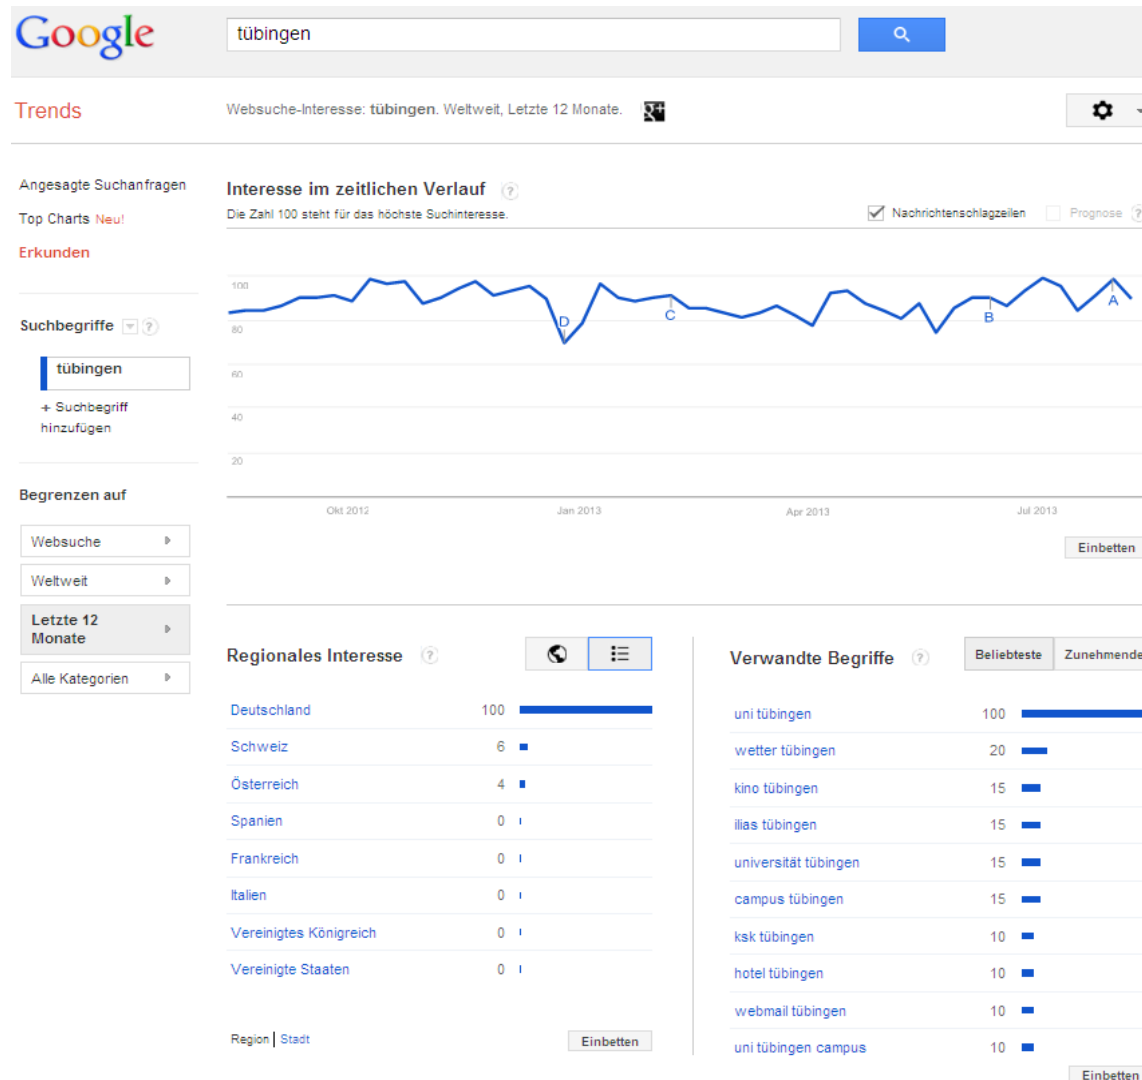 Google
tübingen
Trends
Websuche-Interesse: tübingen. Weltweit, Letzte 12 Monate.
Angesagte Suchanfragen
Top Charts Neu!
Erkunden
Suchbegriffe ?
tübingen
+ Suchbegriff
hinzufügen
Begrenzen auf
Websuche
Weltweit
Letzte 12
Monate
Alle Kategorien
Interesse im zeitlichen Verlauf ?
Die Zahl 100 steht für das höchste Suchinteresse.
Nachrichtenschlagzeilen Prognose ?
100
80
60
40
20
D
C
B
A
Okt 2012 Jan 2013 Apr 2013 Jul 2013
Einbetten
Regionales Interesse ?
Deutschland 100
Schweiz 6
Österreich 4
Spanien 0
Frankreich 0
Italien 0
Vereinigtes Königreich 0
Vereinigte Staaten 0
Region | Stadt
Einbetten
Verwandte Begriffe ?
Beliebteste Zunehmende
uni tübingen 100
wetter tübingen 20
kino tübingen 15
ilias tübingen 15
universität tübingen 15
campus tübingen 15
ksk tübingen 10
hotel tübingen 10
webmail tübingen 10
uni tübingen campus 10
Einbetten